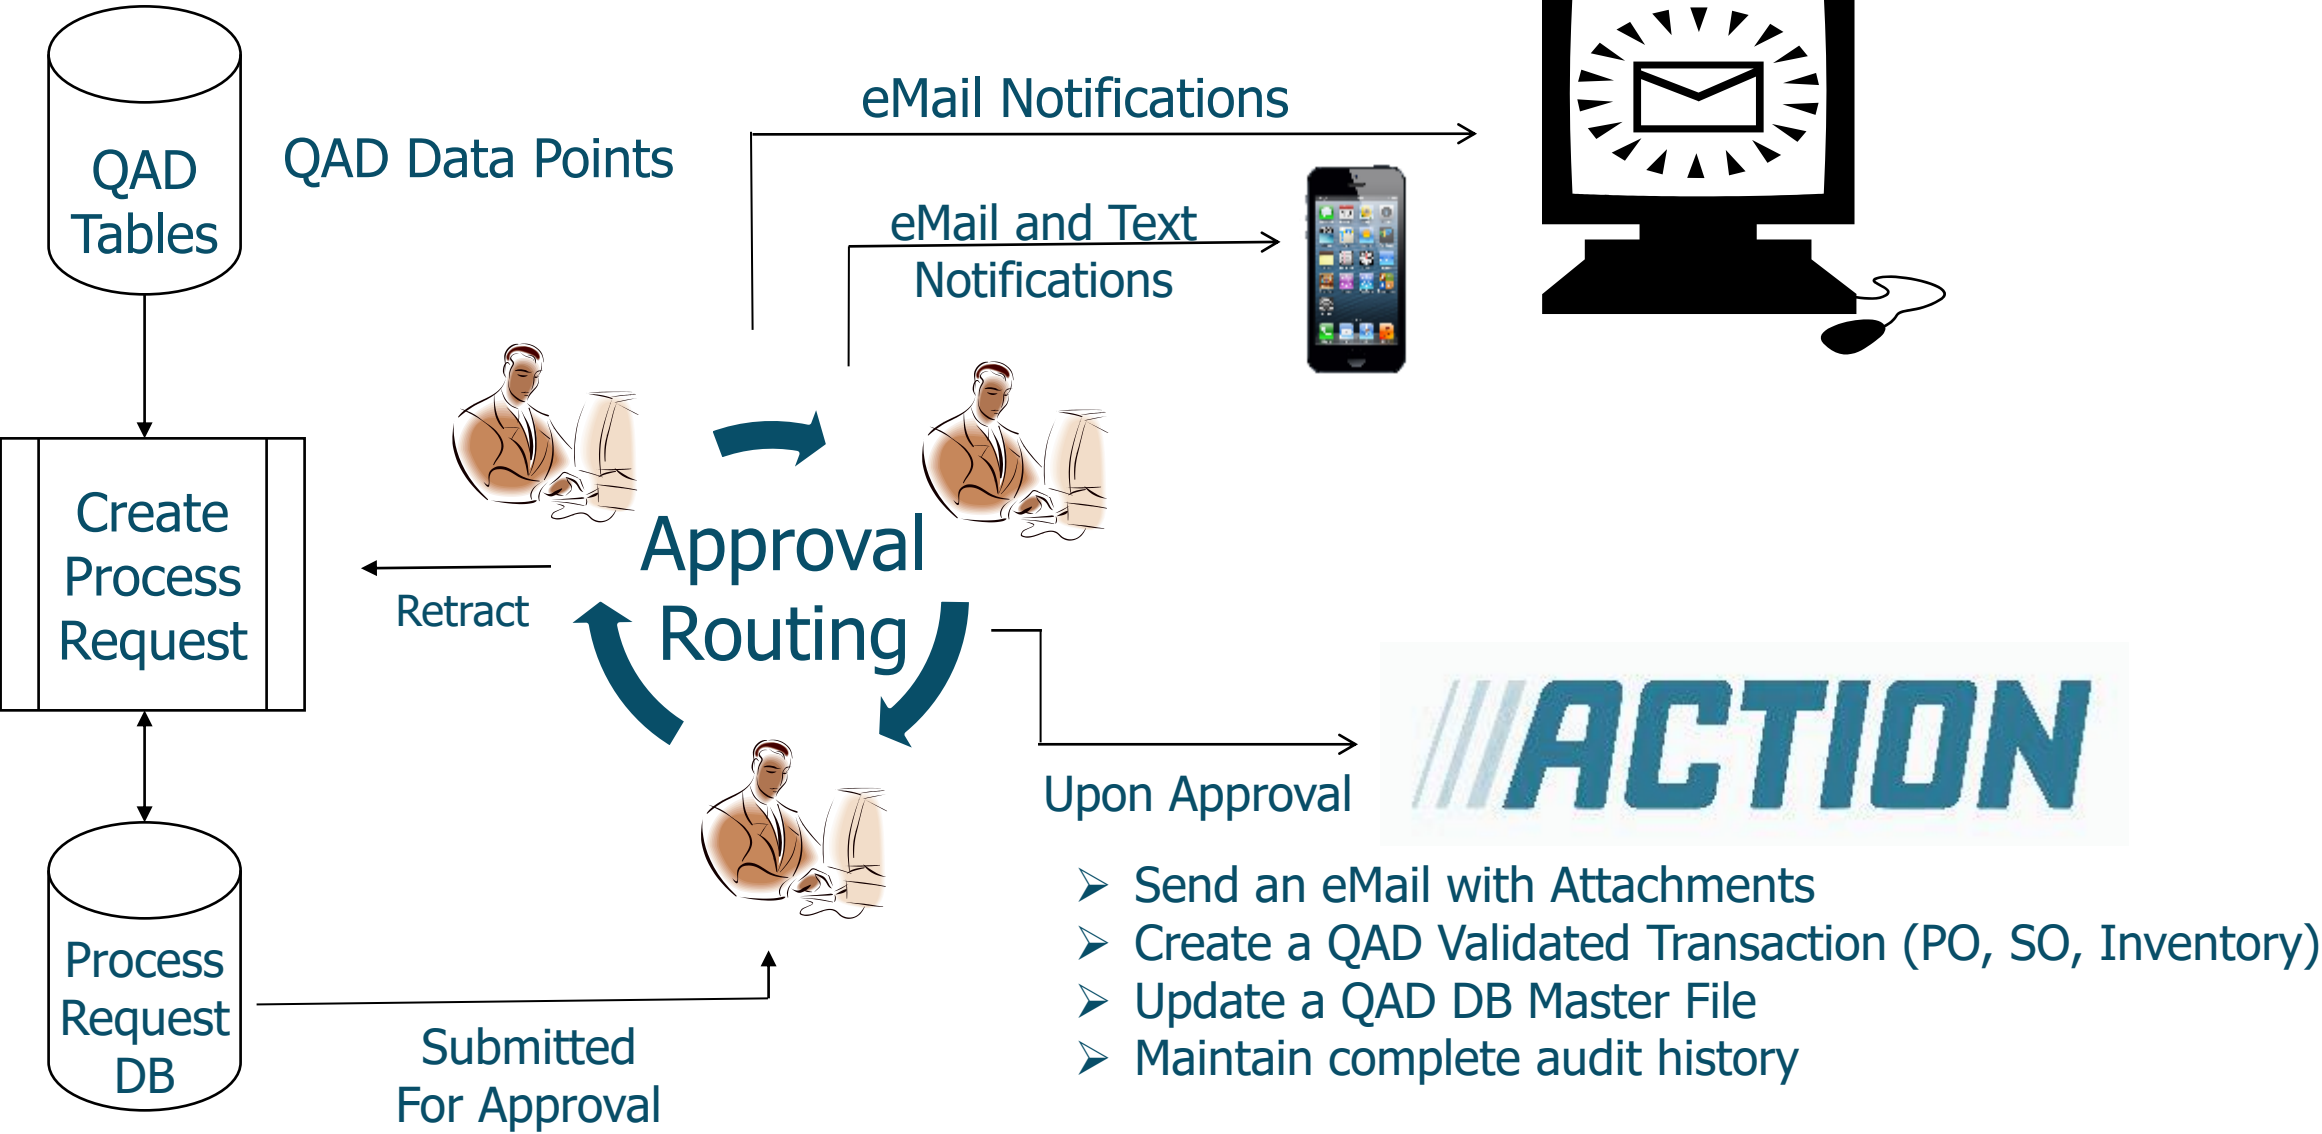 QAD
Tables
QAD Data Points
eMail Notifications
eMail and Text
Notifications
Create
Process
Request
Retract
Approval
Routing
Upon Approval
ACTION
Process
Request
DB
Submitted
For Approval
➢ Send an eMail with Attachments
➢ Create a QAD Validated Transaction (PO, SO, Inventory)
➢ Update a QAD DB Master File
➢ Maintain complete audit history